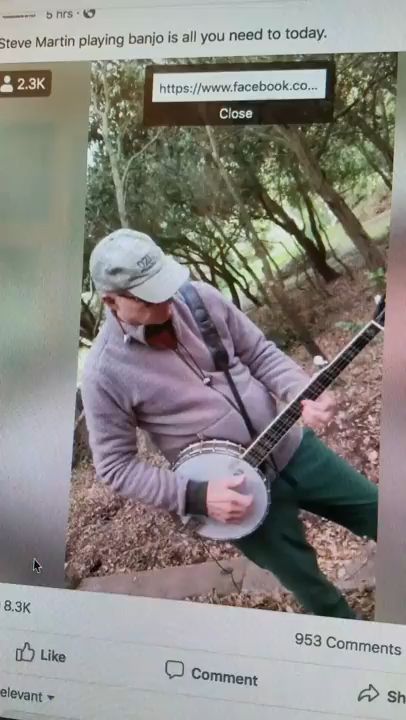 5 hrs ·
Steve Martin playing banjo is all you need to today.
2.3K
https://www.facebook.co...
Close
8.3K
953 Comments
Like
Comment
Sh
elevant